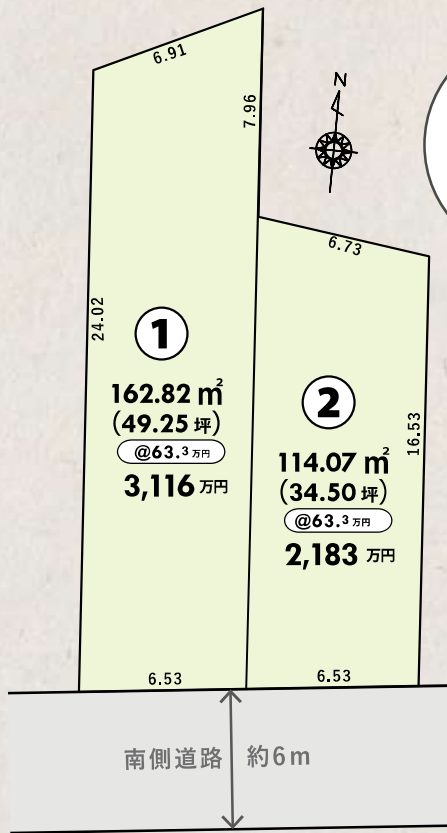 6.91
7.96
N
6.73
24.02
1
162.82 ㎡
(49.25 坪)
@63.3 万円
3,116 万円
2
114.07 ㎡
(34.50 坪)
@63.3 万円
2,183 万円
16.53
6.53
6.53
南側道路 約6m